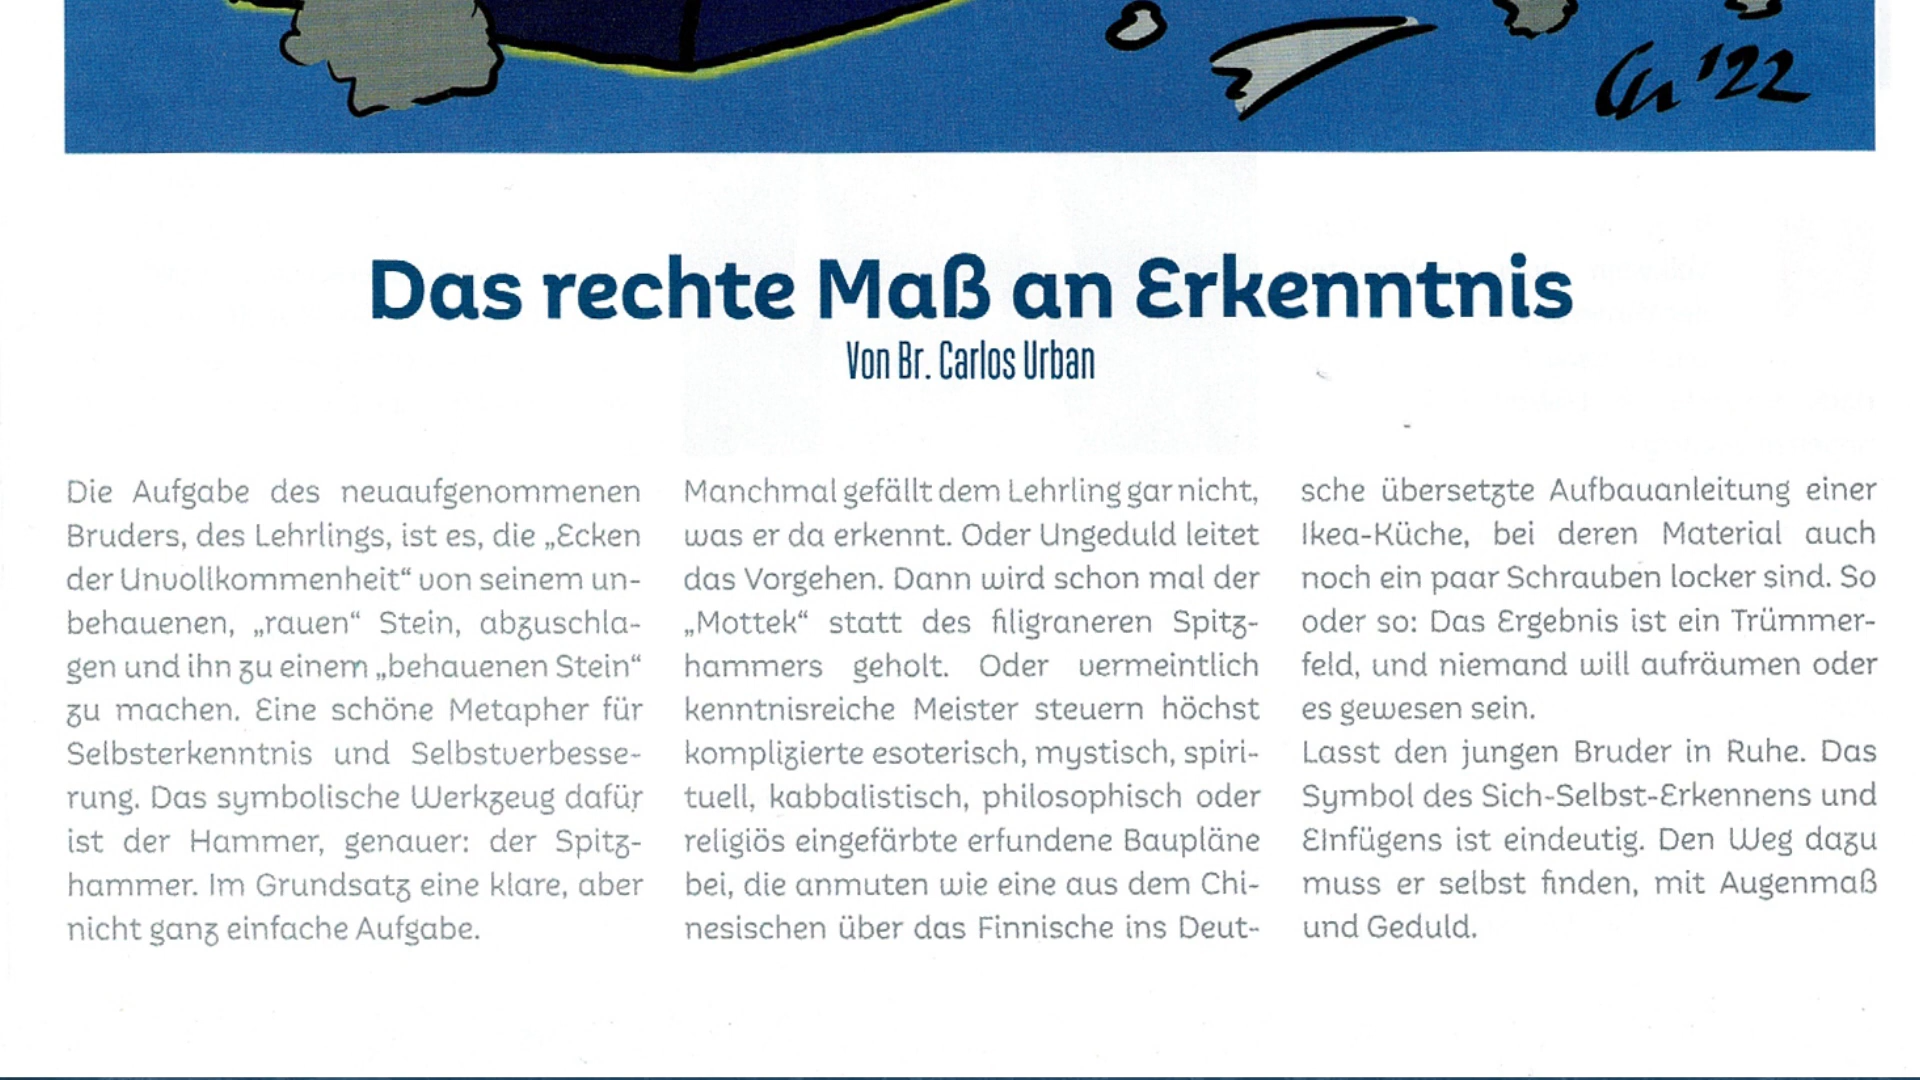 '22
Das rechte Maß an Erkenntnis
Von Br. Carlos Urban
Die Aufgabe des neuaufgenommenen
Bruders, des Lehrlings, ist es, die „Ecken
der Unvollkommenheit“ von seinem un-
behauenen, „rauen“ Stein, abzuschla-
gen und ihn zu einem „behauenen Stein“
zu machen. Eine schöne Metapher für
Selbsterkenntnis und Selbstverbesse-
rung. Das symbolische Werkzeug dafür
ist der Hammer, genauer: der Spitz-
hammer. Im Grundsatz eine klare, aber
nicht ganz einfache Aufgabe.
Manchmal gefällt dem Lehrling gar nicht,
was er da erkennt. Oder Ungeduld leitet
das Vorgehen. Dann wird schon mal der
„Mottek“ statt des filigraneren Spitz-
hammers geholt. Oder vermeintlich
kenntnisreiche Meister steuern höchst
komplizierte esoterisch, mystisch, spiri-
tuell, kabbalistisch, philosophisch oder
religiös eingefärbte erfundene Baupläne
bei, die anmuten wie eine aus dem Chi-
nesischen über das Finnische ins Deut-
sche übersetzte Aufbauanleitung einer
Ikea-Küche, bei deren Material auch
noch ein paar Schrauben locker sind. So
oder so: Das Ergebnis ist ein Trümmer-
feld, und niemand will aufräumen oder
es gewesen sein.
Lasst den jungen Bruder in Ruhe. Das
Symbol des Sich-Selbst-Erkennens und
EInfügens ist eindeutig. Den Weg dazu
muss er selbst finden, mit Augenmaß
und Geduld.